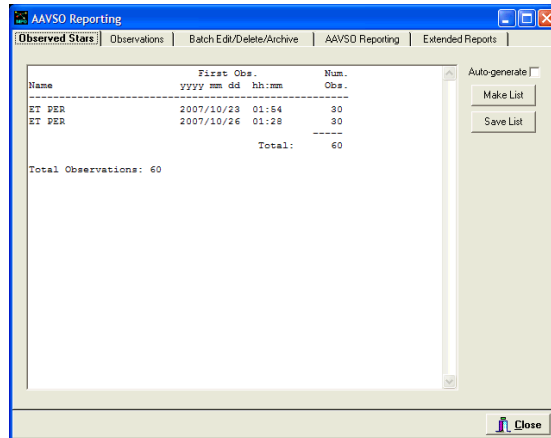 AAVSO Reporting
Observed Stars | Observations | Batch Edit/Delete/Archive | AAVSO Reporting | Extended Reports
First Obs. Num.
Name yyyy mm dd hh:mm Obs.
--------------------------------------------------------
ET PER 2007/10/23 01:54 30
ET PER 2007/10/26 01:28 30
-----
Total: 60
Total Observations: 60
Auto-generate
Make List
Save List
Close